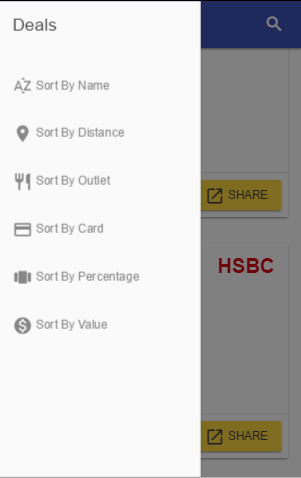 Deals
Sort By Name
Sort By Distance
Sort By Outlet
Sort By Card
Sort By Percentage
Sort By Value
SHARE
HSBC
SHARE